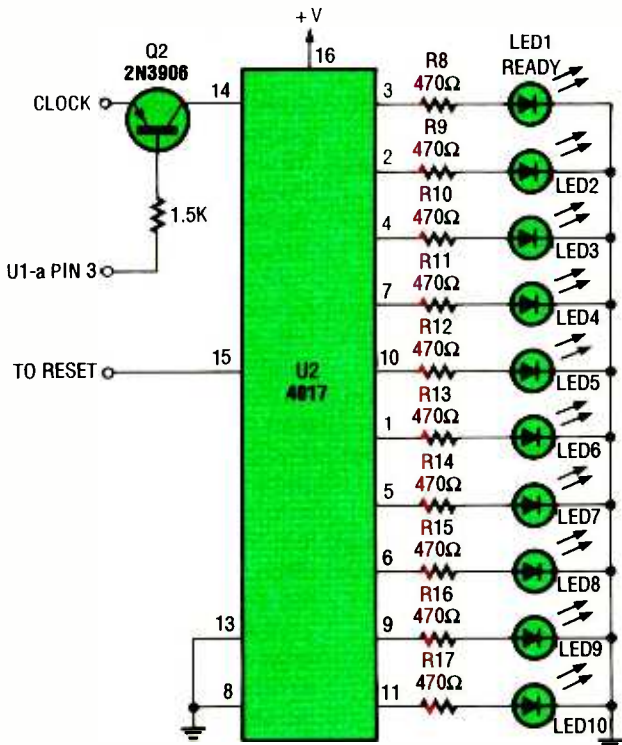 +V
Q2
2N3906
16
CLOCK
14
1.5K
U1-a PIN 3
TO RESET
15
U2
4017
13
8
3
R8
470Ω
LED1
READY
2
R9
470Ω
LED2
4
R10
470Ω
LED3
7
R11
470Ω
LED4
10
R12
470Ω
LED5
1
R13
470Ω
LED6
5
R14
470Ω
LED7
6
R15
470Ω
LED8
9
R16
470Ω
LED9
11
R17
470Ω
LED10